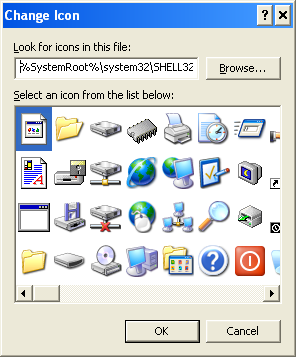 Change Icon
Look for icons in this file:
%SystemRoot%\system32\SHELL32
Browse...
Select an icon from the list below:
OK
Cancel